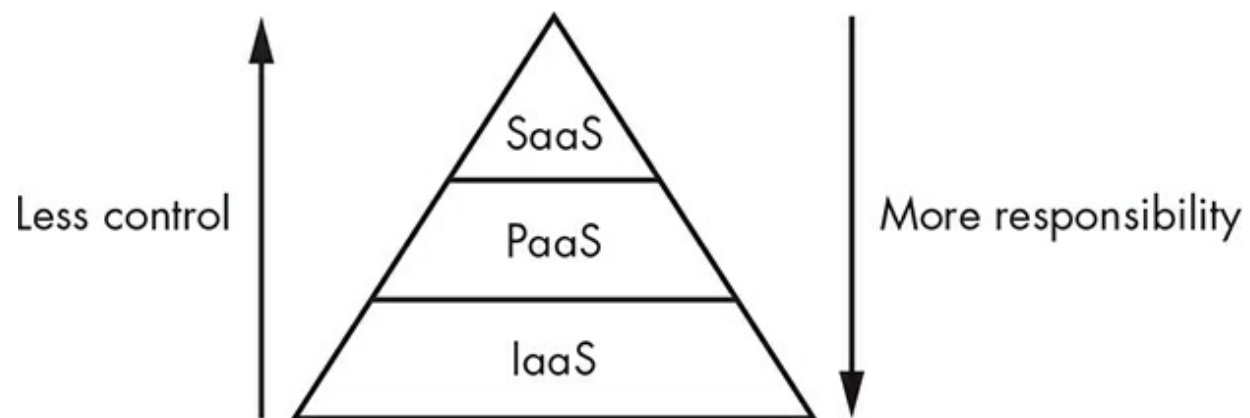 SaaS
Less control
PaaS
More responsibility
IaaS